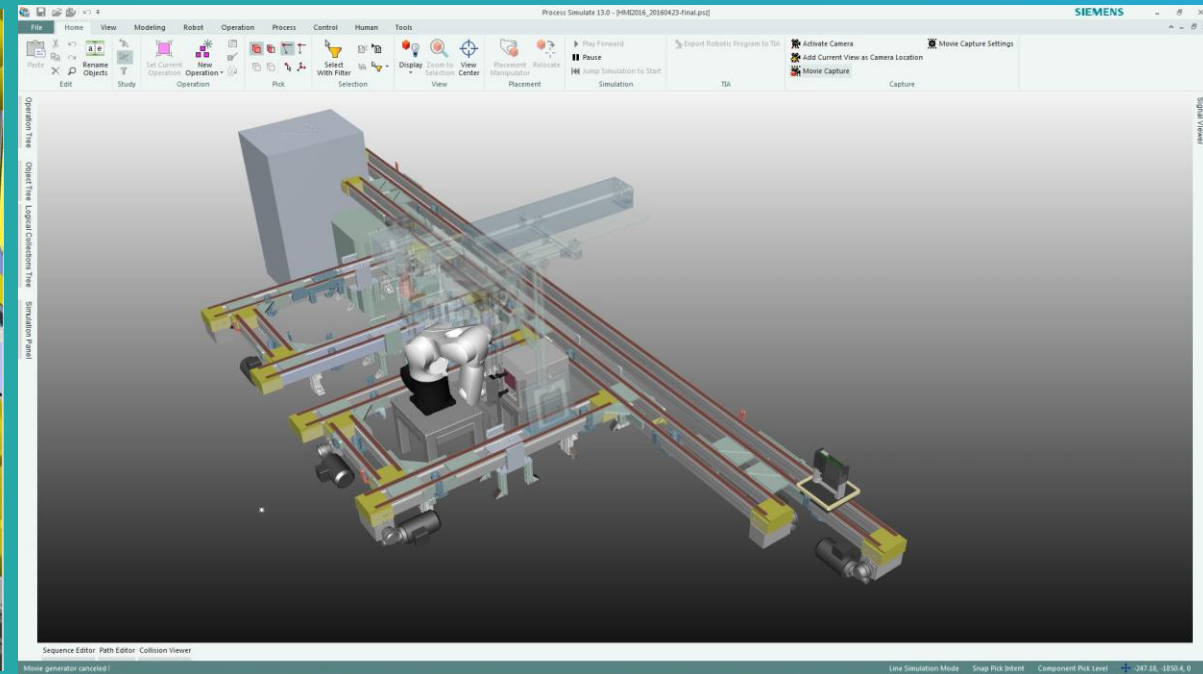 Process Simulate 13.0 - [HMI2016_20160423-Final.psz]
SIEMENS
File Home View Modeling Robot Operation Process Control Human Tools
Paste
Rename Objects
Set Current Operation
New Operation
Select With Filter
Display
Zoom to Selection
View Center
Placement Manipulator
Relocate
Play Forward
Pause
Jump Simulation to Start
Export Robotic Program to TIA
Activate Camera
Add Current View as Camera Location
Movie Capture
Movie Capture Settings
Edit Study Operation Pick Selection View Placement Simulation TIA Capture
Operation Tree
Object Tree
Logical Collections Tree
Simulation Panel
Signal Viewer
Sequence Editor Path Editor Collision Viewer
Movie generator canceled !
Line Simulation Mode Snap Pick Intent Component Pick Level -247.18, -1850.4, 0